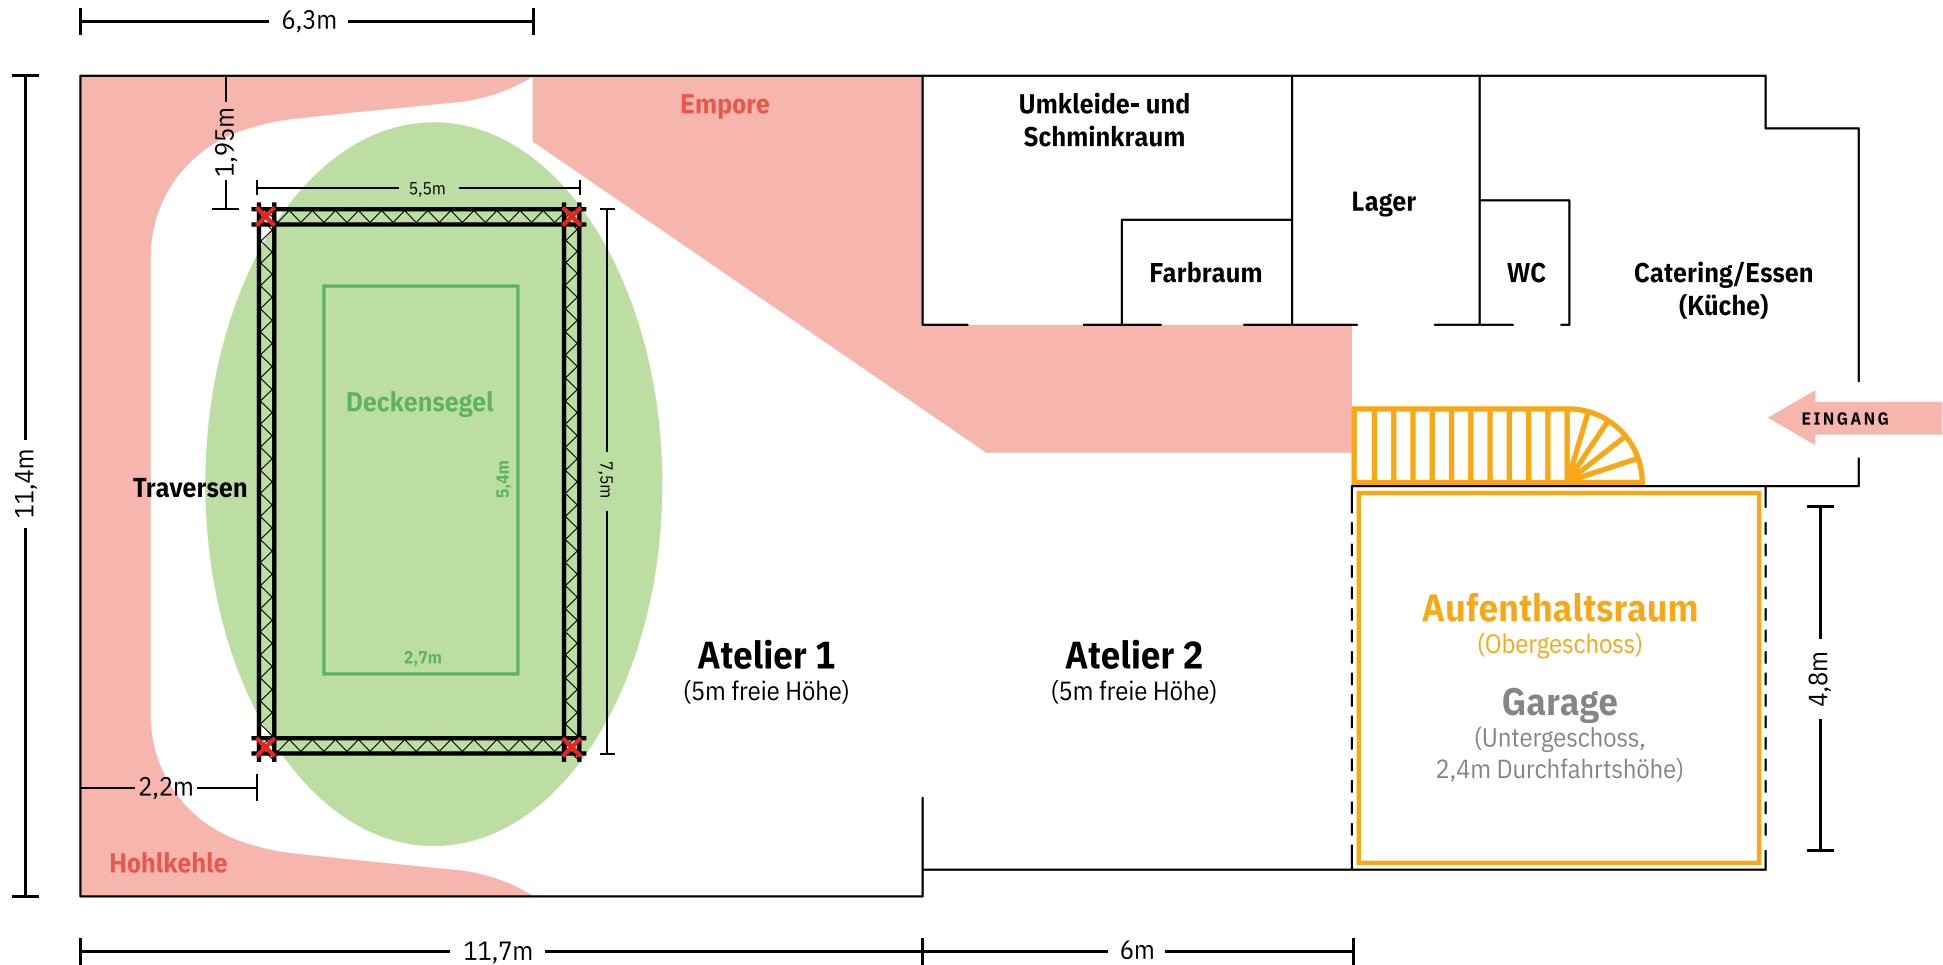 6,3m
Empore
Umkleide- und
Schminkraum
1,95m
5,5m
Lager
Farbraum
WC
Catering/Essen
(Küche)
Deckensegel
EINGANG
11,4m
Traversen
5,4m
7,5m
Aufenthaltsraum
(Obergeschoss)
2,7m
Atelier 1
(5m freie Höhe)
Atelier 2
(5m freie Höhe)
4,8m
Garage
(Untergeschoss,
2,4m Durchfahrtshöhe)
2,2m
Hohlkehle
11,7m
6m